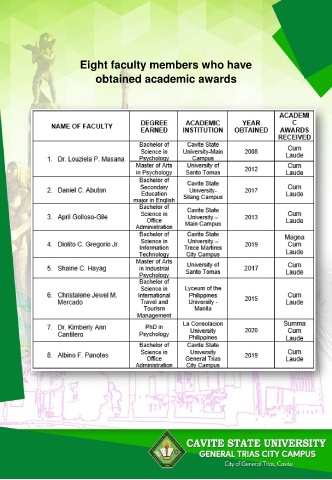 Eight faculty members who have
obtained academic awards
NAME OF FACULTY
DEGREE
EARNED
ACADEMIC
INSTITUTION
YEAR
OBTAINED
ACADEMI
C
AWARDS
RECEIVED
1. Dr. Louziela P. Masana
Bachelor of
Science in
Psychology
Cavite State
University-Main
Campus
2008
Cum
Laude
Master of Arts
in Psychology
University of
Santo Tomas
2012
Cum
Laude
2. Daniel C. Abuton
Bachelor of
Secondary
Education
major in English
Cavite State
University-
Silang Campus
2017
Cum
Laude
3. April Golloso-Gile
Bachelor of
Science in
Office
Administration
Cavite State
University –
Main Campus
2013
Cum
Laude
4. Diolito C. Gregorio Jr.
Bachelor of
Science in
Information
Technology
Cavite State
University –
Trece Martires
City Campus
2019
Magna
Cum
Laude
5. Shaine C. Hayag
Master of Arts
in Industrial
Psychology
University of
Santo Tomas
2017
Cum
Laude
6. Christalene Jewel M.
Mercado
Bachelor of
Science in
International
Travel and
Tourism
Management
Lyceum of the
Philippines
University -
Manila
2015
Cum
Laude
7. Dr. Kimberly Ann
Cantilero
PhD in
Psychology
La Consolacion
University
Philippines
2020
Summa
Cum
Laude
8. Albino F. Panotes
Bachelor of
Science in
Office
Administration
Cavite State
University
General Trias
City Campus
2019
Cum
Laude
CAVITE STATE UNIVERSITY
GENERAL TRIAS CITY CAMPUS
City of General Trias, Cavite